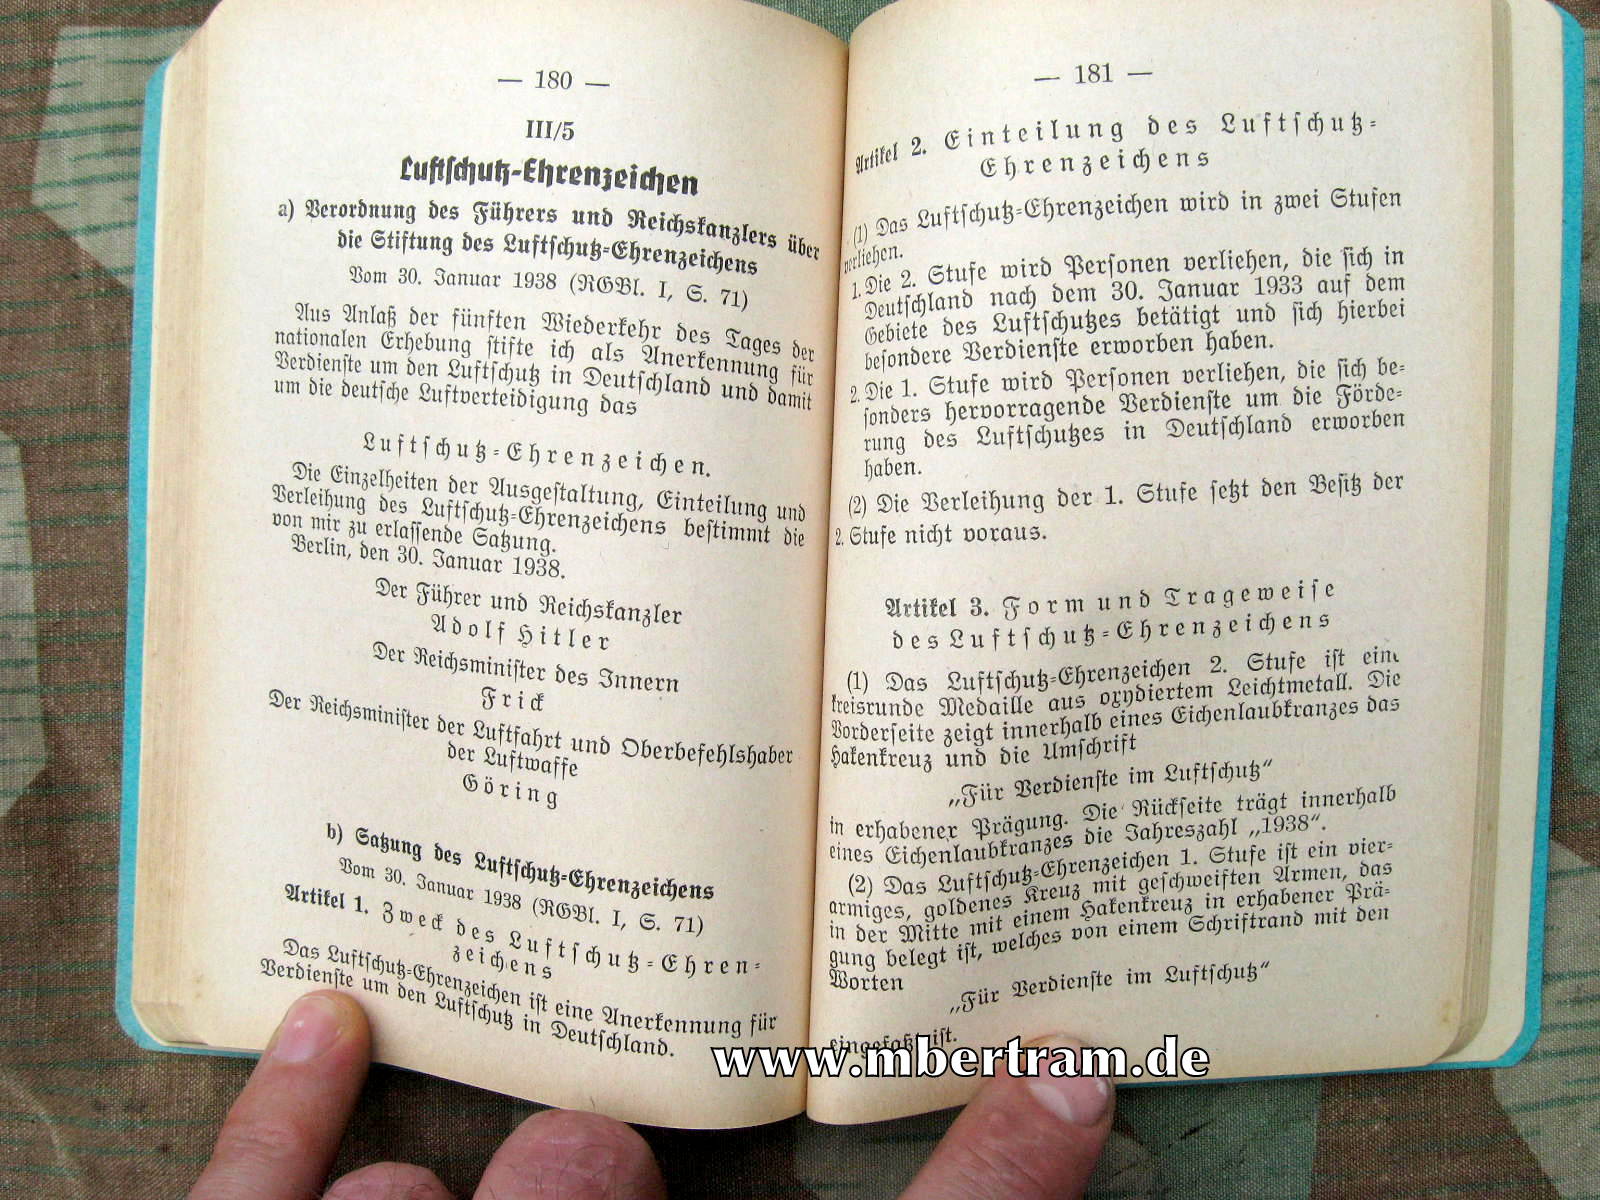 — 180 —
III/5
Luftschutz-Ehrenzeichen
a) Verordnung des Führers und Reichskanzlers über
die Stiftung des Luftschutz-Ehrenzeichens
Vom 30. Januar 1938 (RGBl. I, S. 71)
Aus Anlaß der fünften Wiederkehr des Tages der
nationalen Erhebung stifte ich als Anerkennung für
Verdienste um den Luftschutz in Deutschland und damit
um die deutsche Luftverteidigung das
Luftschutz-Ehrenzeichen.
Die Einzelheiten der Ausgestaltung, Einteilung und
Verleihung des Luftschutz-Ehrenzeichens bestimmt die
von mir zu erlassende Satzung.
Berlin, den 30. Januar 1938.
Der Führer und Reichskanzler
Adolf Hitler
Der Reichsminister des Innern
Frick
Der Reichsminister der Luftfahrt und Oberbefehlshaber
der Luftwaffe
Göring
b) Satzung des Luftschutz-Ehrenzeichens
Vom 30. Januar 1938 (RGBl. I, S. 71)
Artikel 1. Zweck des Luftschutz-Ehren-
zeichens
Das Luftschutz-Ehrenzeichen ist eine Anerkennung für
Verdienste um den Luftschutz in Deutschland.
— 181 —
Artikel 2. Einteilung des Luftschutz-
Ehrenzeichens
(1) Das Luftschutz-Ehrenzeichen wird in zwei Stufen
verliehen.
1. Die 2. Stufe wird Personen verliehen, die sich in
Deutschland nach dem 30. Januar 1933 auf dem
Gebiete des Luftschutzes betätigt und sich hierbei
besondere Verdienste erworben haben.
2. Die 1. Stufe wird Personen verliehen, die sich be-
sonders hervorragende Verdienste um die Förde-
rung des Luftschutzes in Deutschland erworben
haben.
(2) Die Verleihung der 1. Stufe setzt den Besitz der
2. Stufe nicht voraus.
Artikel 3. Form und Trageweise
des Luftschutz-Ehrenzeichens
(1) Das Luftschutz-Ehrenzeichen 2. Stufe ist eine
kreisrunde Medaille aus oxydiertem Leichtmetall. Die
Vorderseite zeigt innerhalb eines Eichenlaubkranzes das
Hakenkreuz und die Umschrift
„Für Verdienste im Luftschutz“
in erhabener Prägung. Die Rückseite trägt innerhalb
eines Eichenlaubkranzes die Jahreszahl „1938“.
(2) Das Luftschutz-Ehrenzeichen 1. Stufe ist ein vier-
armiges, goldenes Kreuz mit geschweiften Armen, das
in der Mitte mit einem Hakenkreuz in erhabener Prä-
gung belegt ist, welches von einem Schriftrand mit den
Worten
„Für Verdienste im Luftschutz“
eingefaßt ist.
www.mbertram.de